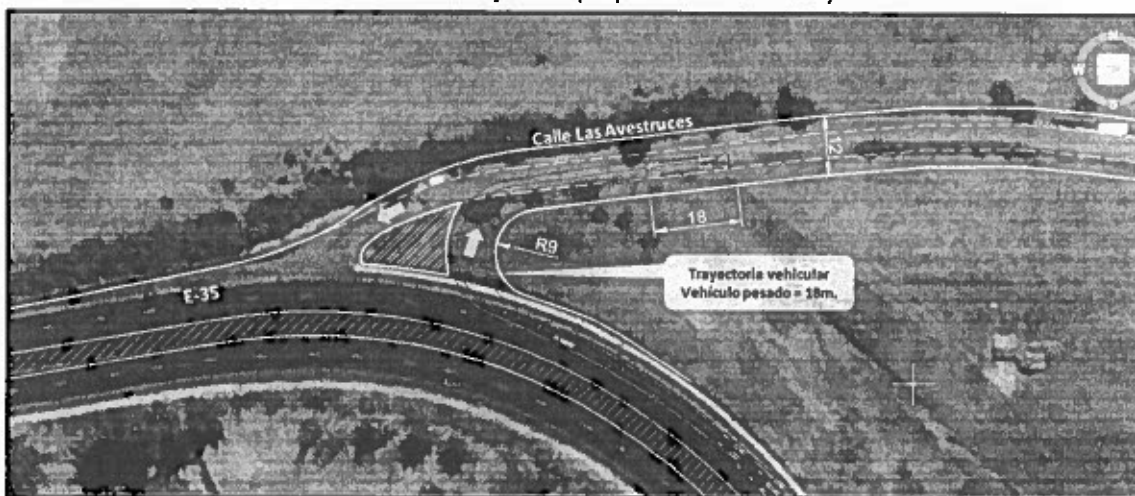 N
W
S
Calle Las Avestruces
12
18
R9
Trayectoria vehicular
Vehículo pesado = 18m.
E-35